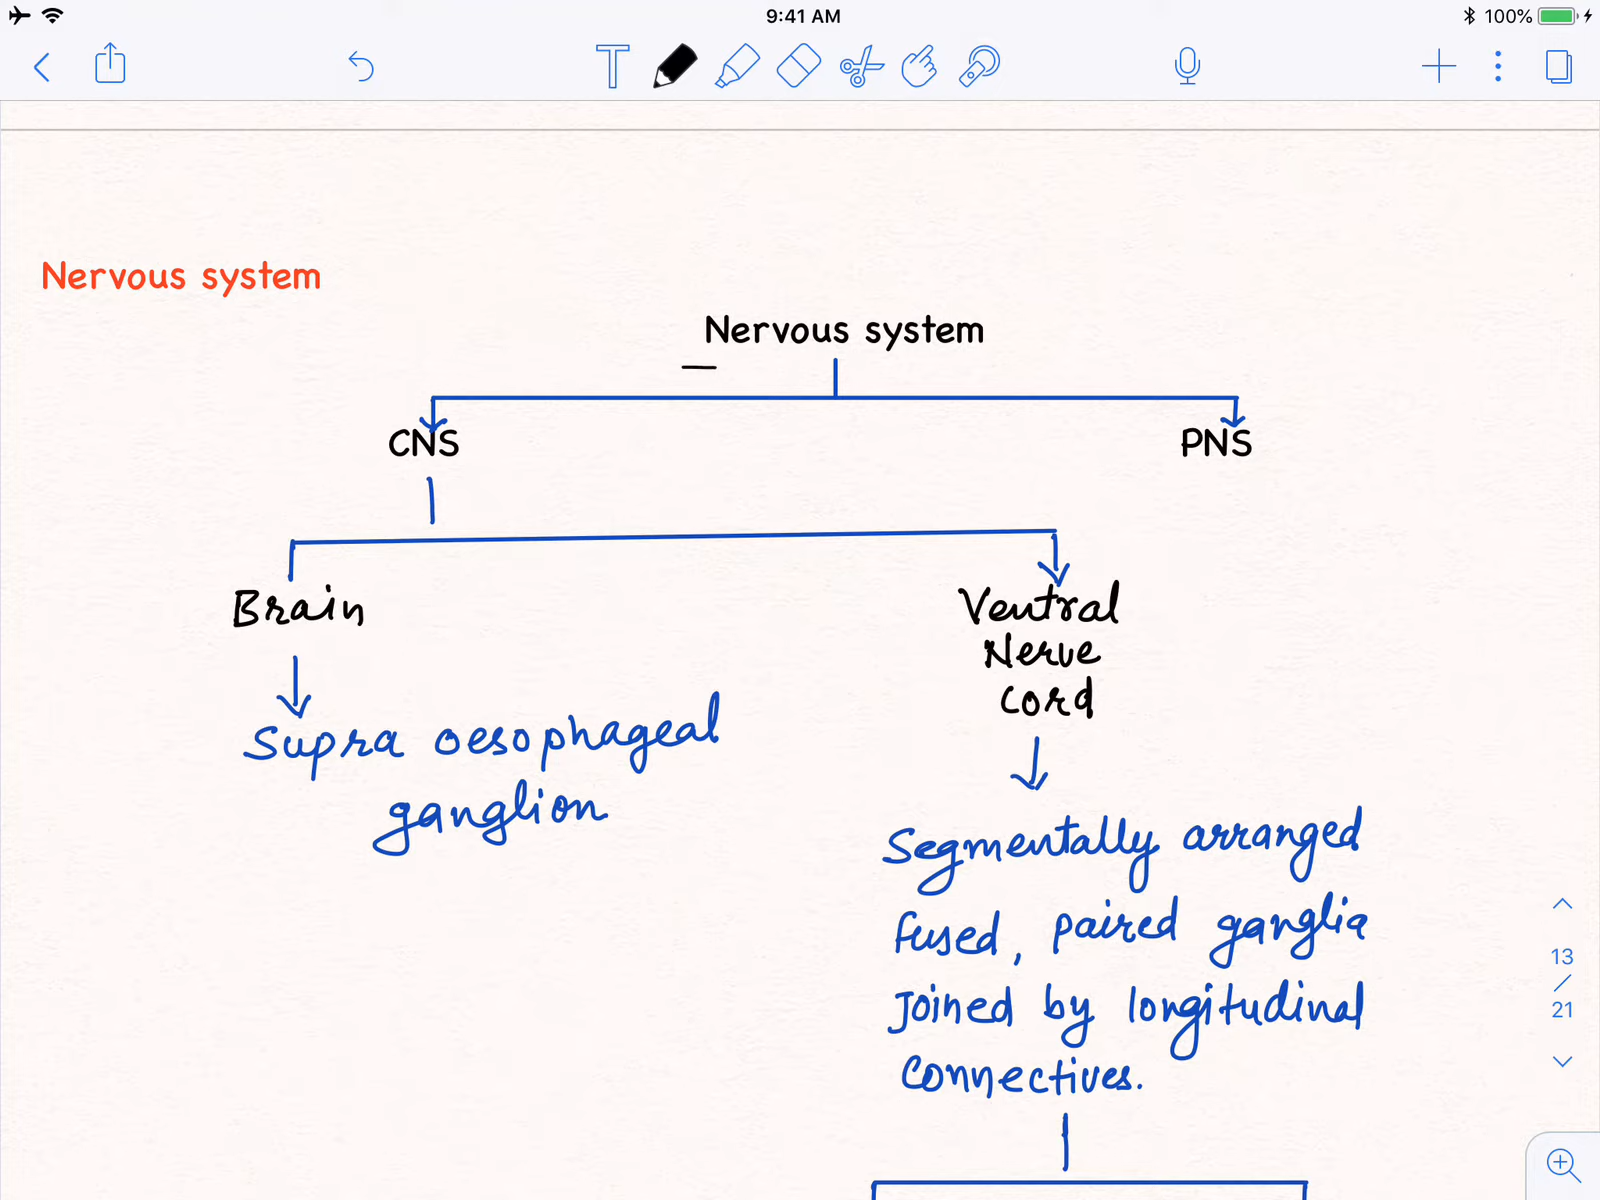 9:41 AM
100%
Nervous system
Nervous system
CNS
PNS
Brain
Ventral
Nerve
cord
Supra oesophageal
ganglion
Segmentally arranged
fused, paired ganglia
Joined by longitudinal
connectives.
13
/
21